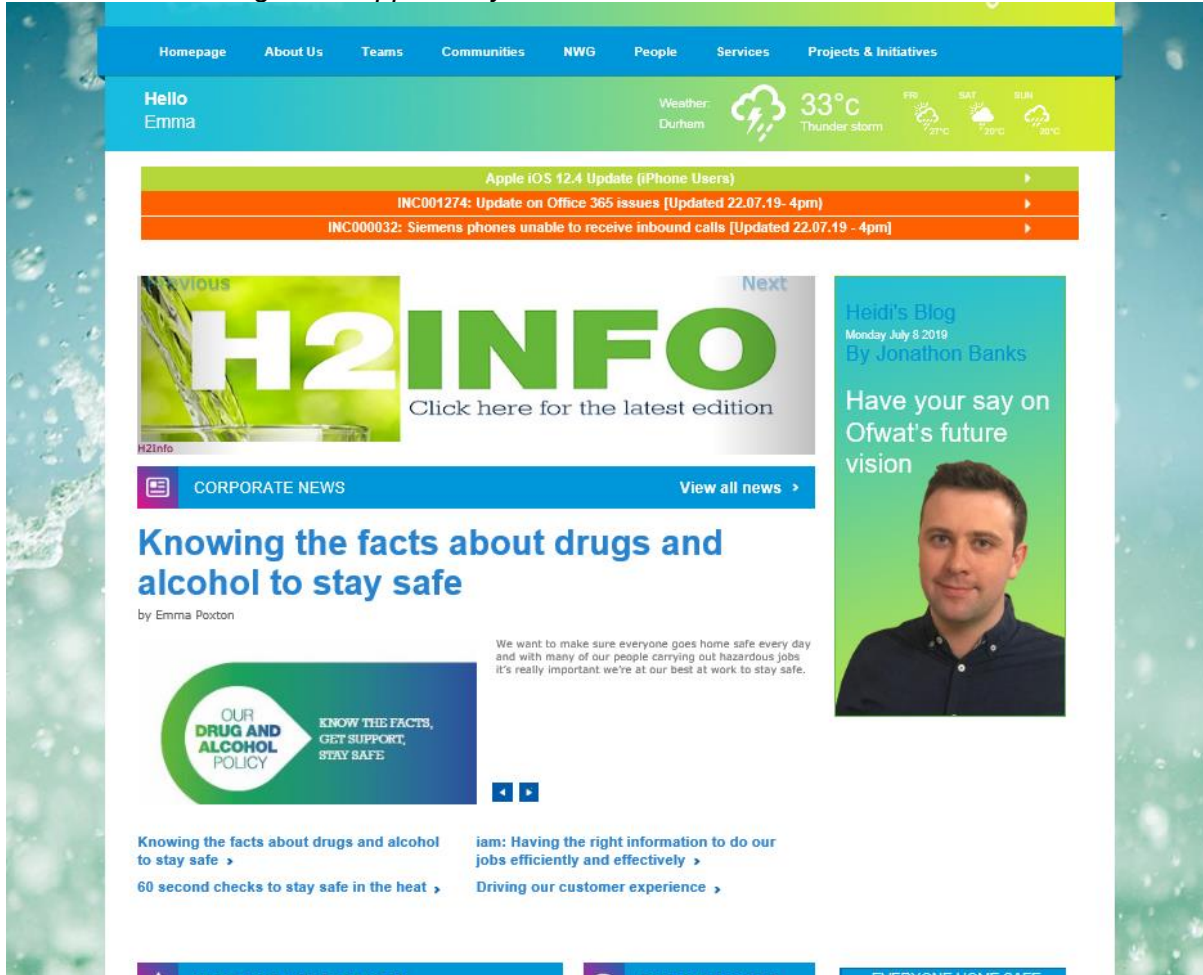 Homepage About Us Teams Communities NWG People Services Projects & Initiatives
Hello
Emma
Weather:
Durham
33°c
Thunder storm
FRI
27°C
SAT
20°C
SUN
20°C
Apple iOS 12.4 Update (iPhone Users)
INC001274: Update on Office 365 issues [Updated 22.07.19- 4pm)
INC000032: Siemens phones unable to receive inbound calls [Updated 22.07.19 - 4pm]
Previous
Next
H2INFO
Click here for the latest edition
H2Info
Heidi's Blog
Monday July 8 2019
By Jonathon Banks
Have your say on
Ofwat's future
vision
CORPORATE NEWS
View all news
Knowing the facts about drugs and
alcohol to stay safe
by Emma Poxton
OUR
DRUG AND
ALCOHOL
POLICY
KNOW THE FACTS,
GET SUPPORT,
STAY SAFE
We want to make sure everyone goes home safe every day
and with many of our people carrying out hazardous jobs
it's really important we're at our best at work to stay safe.
Knowing the facts about drugs and alcohol
to stay safe
60 second checks to stay safe in the heat
iam: Having the right information to do our
jobs efficiently and effectively
Driving our customer experience
EVERYONE HOME SAFE